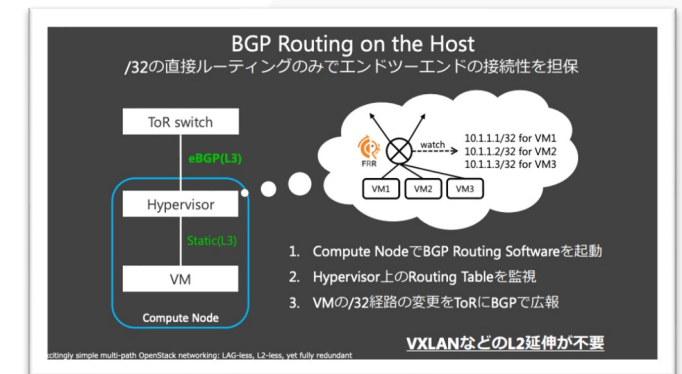 BGP Routing on the Host
/32の直接ルーティングのみでエンドツーエンドの接続性を担保
ToR switch
eBGP(L3)
Hypervisor
Static(L3)
VM
Compute Node
FRR
watch
10.1.1.1/32 for VM1
10.1.1.2/32 for VM2
10.1.1.3/32 for VM3
VM1
VM2
VM3
1. Compute NodeでBGP Routing Softwareを起動
2. Hypervisor上のRouting Tableを監視
3. VMの/32経路の変更をToRにBGPで広報
VXLANなどのL2延伸が不要
xcitingly simple multi-path OpenStack networking: LAG-less, L2-less, yet fully redundant